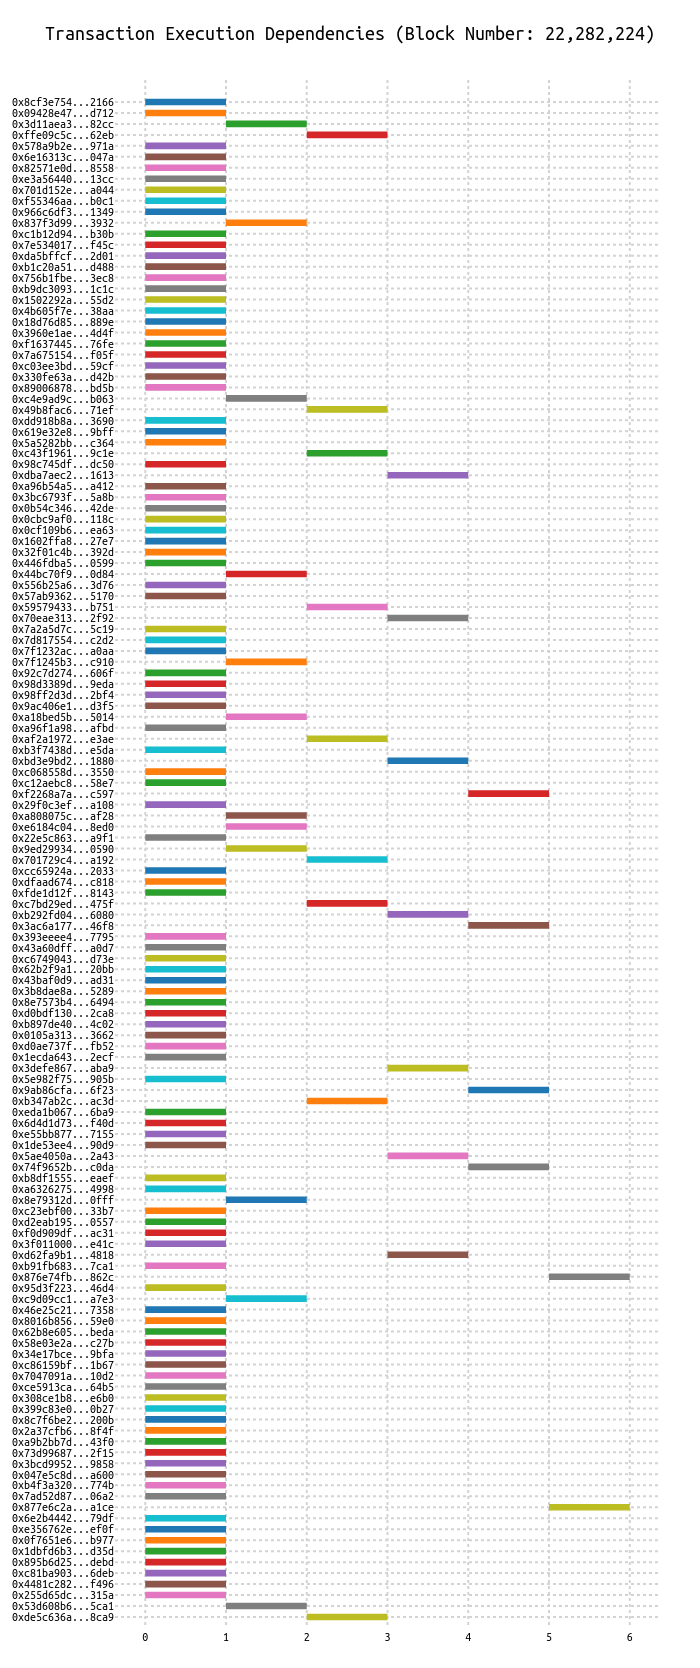 Transaction Execution Dependencies (Block Number: 22,282,224)
0x8cf3e754...2166
0x09428e47...d712
0x3d11aea3...82cc
0xffe09c5c...62eb
0x578a9b2e...971a
0x6e16313c...047a
0x82571e0d...8558
0xe3a56440...13cc
0x701d152e...a044
0xf55346aa...b0c1
0x966c6df3...1349
0x837f3d99...3932
0xc1b12d94...b30b
0x7e534017...f45c
0xda5bffcf...2d01
0xb1c20a51...d488
0x756b1fbe...3ec8
0xb9dc3093...1c1c
0x1502292a...55d2
0x4b605f7e...38aa
0x18d76d85...889e
0x3960e1ae...4d4f
0xf1637445...76fe
0x7a675154...f05f
0xc03ee3bd...59cf
0x330fe63a...d42b
0x89006878...bd5b
0xc4e9ad9c...b063
0x49b8fac6...71ef
0xdd918b8a...3690
0x619e32e8...9bff
0x5a5282bb...c364
0xc43f1961...9c1e
0x98c745df...dc50
0xdba7aec2...1613
0xa96b54a5...a412
0x3bc6793f...5a8b
0x0b54c346...42de
0x0cbc9af0...118c
0x0cf109b6...ea63
0x1602ffa8...27e7
0x32f01c4b...392d
0x446fdba5...0599
0x44bc70f9...0d84
0x556b25a6...3d76
0x57ab9362...5170
0x59579433...b751
0x70eae313...2f92
0x7a2a5d7c...5c19
0x7d817554...c2d2
0x7f1232ac...a0aa
0x7f1245b3...c910
0x92c7d274...606f
0x98d3389d...9eda
0x98ff2d3d...2bf4
0x9ac406e1...d3f5
0xa18bed5b...5014
0xa96f1a98...afbd
0xaf2a1972...e3ae
0xb3f7438d...e5da
0xbd3e9bd2...1880
0xc068558d...3550
0xc12aebc8...58e7
0xf2268a7a...c597
0x29f0c3ef...a108
0xa808075c...af28
0xe6184c04...8ed0
0x22e5c863...a9f1
0x9ed29934...0590
0x701729c4...a192
0xcc65924a...2033
0xdfaad674...c818
0xfde1d12f...8143
0xc7bd29ed...475f
0xb292fd04...6080
0x3ac6a177...46f8
0x393eeee4...7795
0x43a60dff...a0d7
0xc6749043...d73e
0x62b2f9a1...20bb
0x43baf0d9...ad31
0x3b8dae8a...5289
0x8e7573b4...6494
0xd0bdf130...2ca8
0xb897de40...4c02
0x0105a313...3662
0xd0ae737f...fb52
0x1ecda643...2ecf
0x3defe867...aba9
0x5e982f75...905b
0x9ab86cfa...6f23
0xb347ab2c...ac3d
0xeda1b067...6ba9
0x6d4d1d73...f40d
0xe55bb877...7155
0x1de53ee4...90d9
0x5ae4050a...2a43
0x74f9652b...c0da
0xb8df1555...eaef
0xa6326275...4998
0x8e79312d...0fff
0xc23ebf00...33b7
0xd2eab195...0557
0xf0d909df...ac31
0x3f011000...e41c
0xd62fa9b1...4818
0xb91fb683...7ca1
0x876e74fb...862c
0x95d3f223...46d4
0xc9d09cc1...a7e3
0x46e25c21...7358
0x8016b856...59e0
0x62b8e605...beda
0x58e03e2a...c27b
0x34e17bce...9bfa
0xc86159bf...1b67
0x7047091a...10d2
0xce5913ca...64b5
0x308ce1b8...e6b0
0x399c83e0...0b27
0x8c7f6be2...200b
0x2a37cfb6...8f4f
0xa9b2bb7d...43f0
0x73d99687...2f15
0x3bcd9952...9858
0x047e5c8d...a600
0xb4f3a320...774b
0x7ad52d87...06a2
0x877e6c2a...a1ce
0x6e2b4442...79df
0xe356762e...ef0f
0x0f7651e6...b977
0x1dbfd6b3...d35d
0x895b6d25...debd
0xc81ba903...6deb
0x4481c282...f496
0x255d65dc...315a
0x53d608b6...5ca1
0xde5c636a...8ca9
0 1 2 3 4 5 6